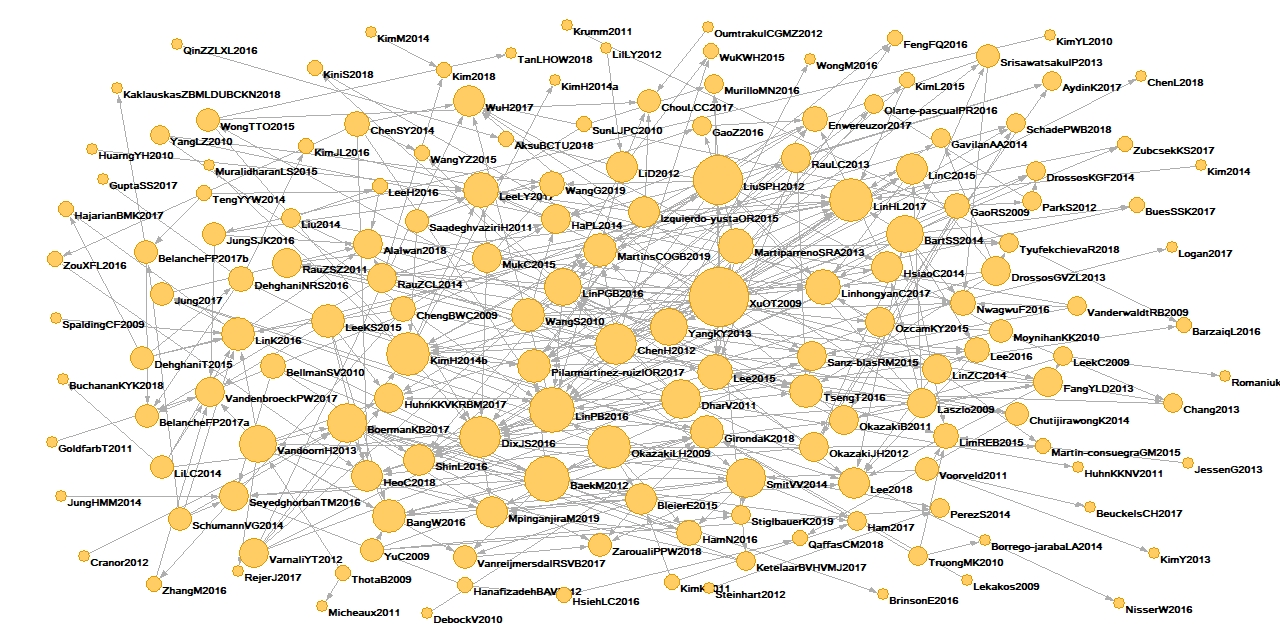 OumtrakulCGMZ2012
Krumm2011
KimM2014
FengFQ2016
KimYL2010
QinZZLXL2016
LilLY2012
WuKWH2015
TanLHOW2018
WongM2016
SrisawatsakulP2013
KiniS2018
Kim2018
KimH2014a
MurilloMN2016
KimL2015
AydinK2017
ChenL2018
KaklauskasZBMLDUBCKN2018
WuH2017
ChouLCC2017
Olarte-pascualPR2016
WongTTO2015
ChenSY2014
SunLJPC2010
GaoZ2016
Enwereuzor2017
SchadePWB2018
YangLZ2010
AksuBCTU2018
GavilanAA2014
ZubcsekKS2017
HuarngYH2010
KimJL2016
WangYZ2015
RauLC2013
MuralidharanLS2015
LiD2012
LinC2015
DrossosKGF2014
Kim2014
GuptaSS2017
TengYYW2014
LeeH2016
WangG2019
LiuSPH2012
LinHL2017
ParkS2012
BuesSSK2017
HajarianBMK2017
Liu2014
SaadeghvaziriH2011
HaPL2014
Izquierdo-yustaOR2015
GaoRS2009
JungSJK2016
Alalwan2018
MartinsCOGB2019
MartiparrenoSRA2013
BartSS2014
TyufekchievaR2018
Logan2017
ZouXFL2016
BelancheFP2017b
RauZSZ2011
MukC2015
HsiaoC2014
DrossosGVZL2013
DehghaniNRS2016
RauZCL2014
LinPGB2016
LinhongyanC2017
Jung2017
XuOT2009
Nwagwu​F2016
VanderwaldtRB2009
ChengBWC2009
WangS2010
SpaldingCF2009
LeeKS2015
YangKY2013
OzcamKY2015
MoynihanKK2010
BarzaiqL2016
LinK2016
ChenH2012
Lee2016
DehghaniT2015
KimH2014b
Sanz-blasRM2015
LeekC2009
BellmanSV2010
Pilarmartinez-ruizIOR2017
Lee2015
LinZC2014
Romaniuk
BuchananKYK2018
VandenbroeckPW2017
HuhnKKVKRBM2017
TsengT2016
FangYLD2013
DharV2011
Laszlo2009
Chang2013
BelancheFP2017a
BoermanKB2017
LinPB2016
OkazakiB2011
ChutijirawongK2014
GoldfarbT2011
VandoornH2013
DixJS2016
OkazakiLH2009
GirondaK2018
OkazakiJH2012
LimREB2015
Martin-consuegraGM2015
LiLC2014
ShinL2016
JessenG2013
HeoC2018
BaekM2012
SmitVV2014
Lee2018
Voorveld2011
HuhnKKNV2011
JungHMM2014
SeyedghorbanTM2016
BleierE2015
PerezS2014
BeuckelsCH2017
SchumannVG2014
BangW2016
MpinganjiraM2019
StiglbauerK2019
Ham2017
HamN2016
YuC2009
ZarouaIiPPW2018
QaffasCM2018
Borrego-jarabaLA2014
Cranor2012
VarnaliYT2012
VanreijmersdalRSVB2017
KetelaarBVHVMJ2017
TruongMK2010
KimY2013
RejerJ2017
ThotaB2009
ZhangM2016
Lekakos2009
Steinhart2012
HsiehLC2016
BrinsonE2016
NisserW2016
Micheaux2011
DebockV2010